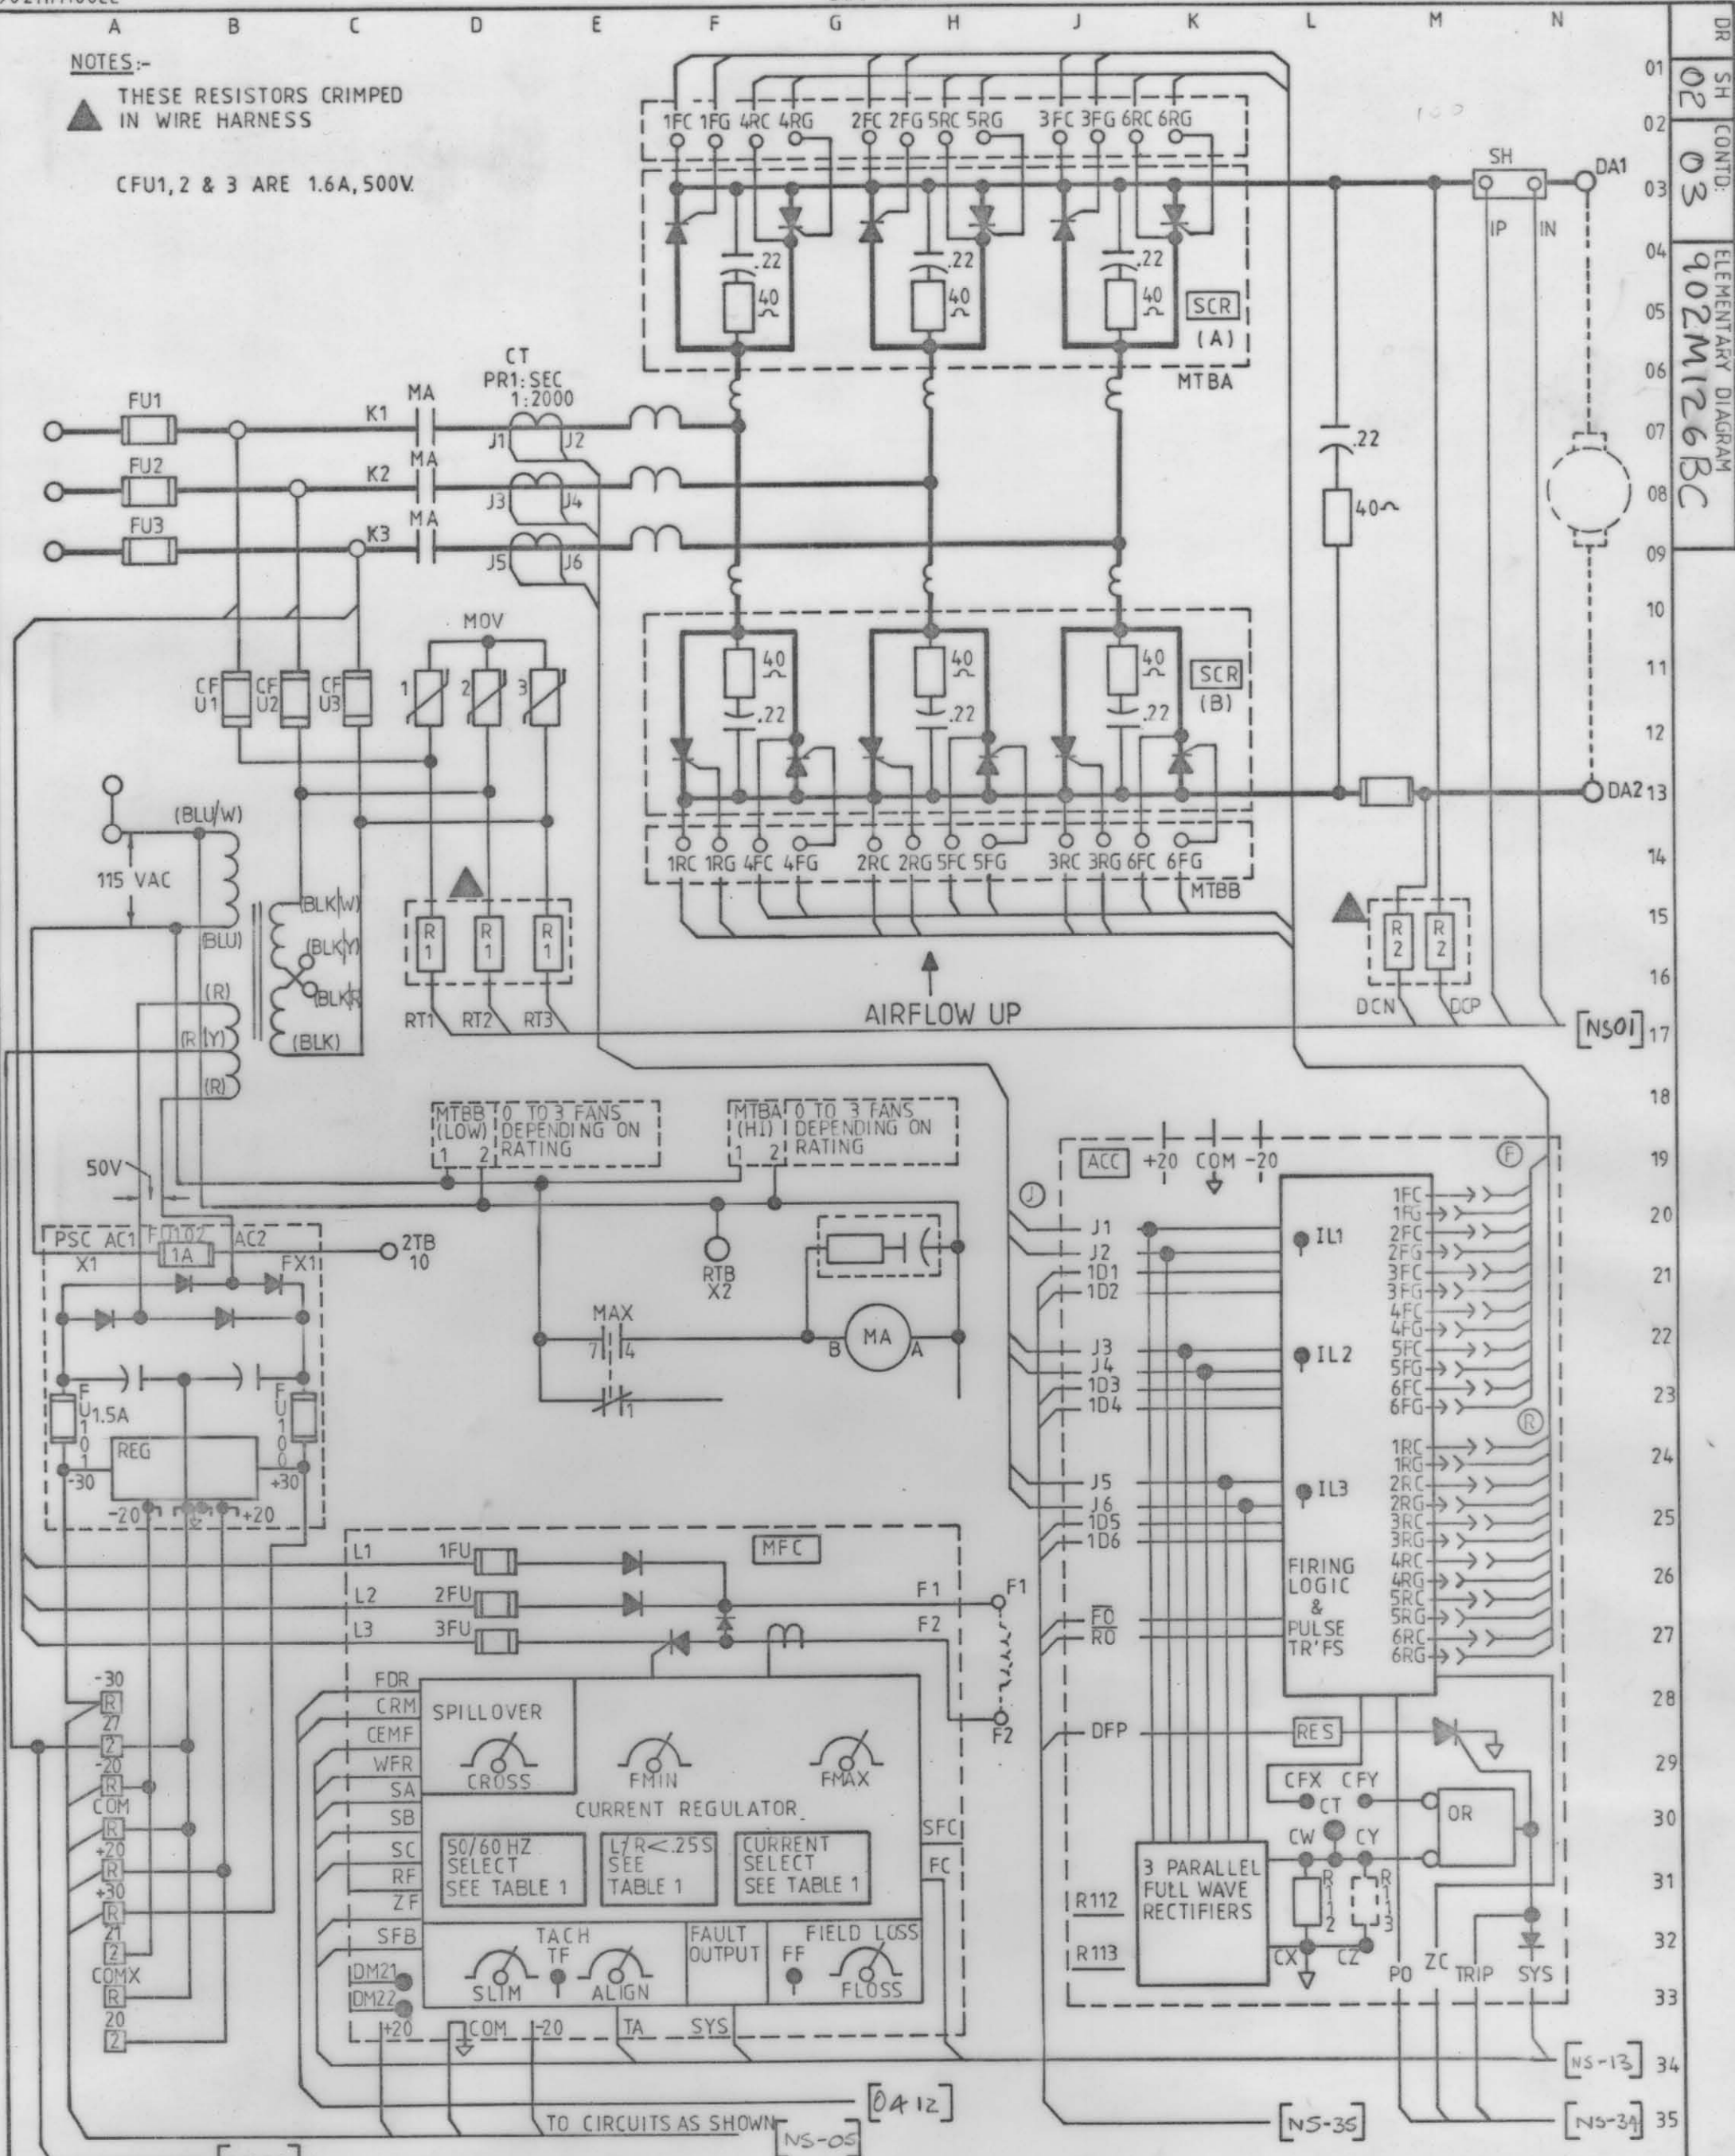 A B C D E F G H J K L M N
NOTES:-
THESE RESISTORS CRIMPED
IN WIRE HARNESS
CFU1, 2 & 3 ARE 1.6A, 500V.
DR
SH
02
CONTD:
03
ELEMENTARY DIAGRAM
902M126BC
01
02
03
04
05
06
07
08
09
10
11
12
13
14
15
16
17
18
19
20
21
22
23
24
25
26
27
28
29
30
31
32
33
34
35
1FC 1FG 4RC 4RG 2FC 2FG 5RC 5RG 3FC 3FG 6RC 6RG
SH
DA1
IP IN
.22 .22 .22
40 40 40
SCR
(A)
MTBA
CT
PR1:SEC
1:2000
FU1 K1 MA J1 J2
FU2 K2 MA J3 J4
FU3 K3 MA J5 J6
.22
40
MOV
CF U1 CF U2 CF U3 1 2 3
40 40 40
.22 .22 .22
SCR
(B)
DA2
1RC 1RG 4FC 4FG 2RC 2RG 5FC 5FG 3RC 3RG 6FC 6FG
MTBB
(BLU/W)
115 VAC
(BLU)
(BLK/W)
(BLK/Y)
(BLK/R
(BLK)
(R)
(R/Y)
(R)
R1 R1 R1
RT1 RT2 RT3
AIRFLOW UP
R2 R2
DCN DCP
[NS01]
MTBB (LOW) 1 2
0 TO 3 FANS
DEPENDING ON
RATING
MTBA (HI) 1 2
0 TO 3 FANS
DEPENDING ON
RATING
50V
PSC AC1 FU102 AC2
X1 1A FX1
2TB
10
RTB
X2
MAX
7 4
1
B MA A
FU101 1.5A FU100
REG
-30 +30
-20 +20
ACC +20 COM -20
F
J
J1
J2
1D1
1D2
J3
J4
1D3
1D4
J5
J6
1D5
1D6
FO
RO
DFP
IL1
IL2
IL3
FIRING
LOGIC
&
PULSE
TR'FS
1FC
1FG
2FC
2FG
3FC
3FG
4FC
4FG
5FC
5FG
6FC
6FG
R
1RC
1RG
2RC
2RG
3RC
3RG
4RC
4RG
5RC
5RG
6RC
6RG
RES
CFX CFY
CT
CW CY
OR
3 PARALLEL
FULL WAVE
RECTIFIERS
R112 R113
R112
R113
CX CZ
PO ZC TRIP SYS
MFC
L1 1FU
L2 2FU F1 F1
L3 3FU F2
F2
FDR
CRM
CEMF
WFR
SA
SB
SC
RF
ZF
SFB
SPILLOVER
CROSS FMIN FMAX
CURRENT REGULATOR
50/60 HZ
SELECT
SEE TABLE 1
L/R<.25S
SEE
TABLE 1
CURRENT
SELECT
SEE TABLE 1
SFC
FC
TACH
TF
SLIM ALIGN
FAULT
OUTPUT
FIELD LOSS
FF
FLOSS
DM21
DM22
+20 COM -20 TA SYS
-30
R
27
2
-20
R
COM
R
+20
R
+30
R
21
2
COMX
R
20
2
[NS-13]
[0A12]
TO CIRCUITS AS SHOWN
[NS-05
[NS-35]
[NS-34]